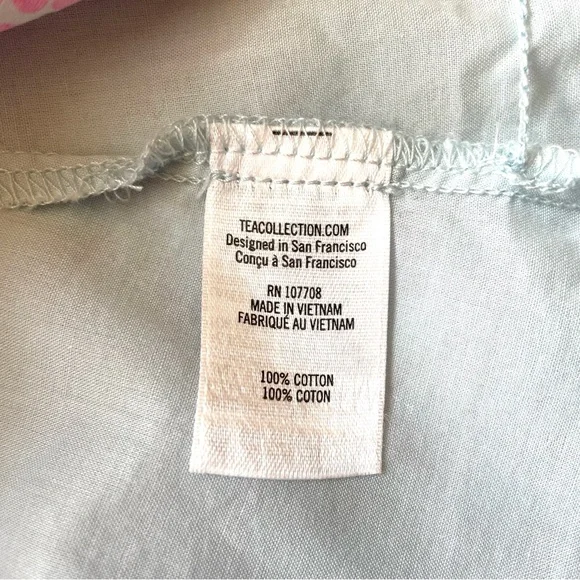 TEACOLLECTION.COM
Designed in San Francisco
Conçu à San Francisco
RN 107708
MADE IN VIETNAM
FABRIQUÉ AU VIETNAM
100% COTTON
100% COTON